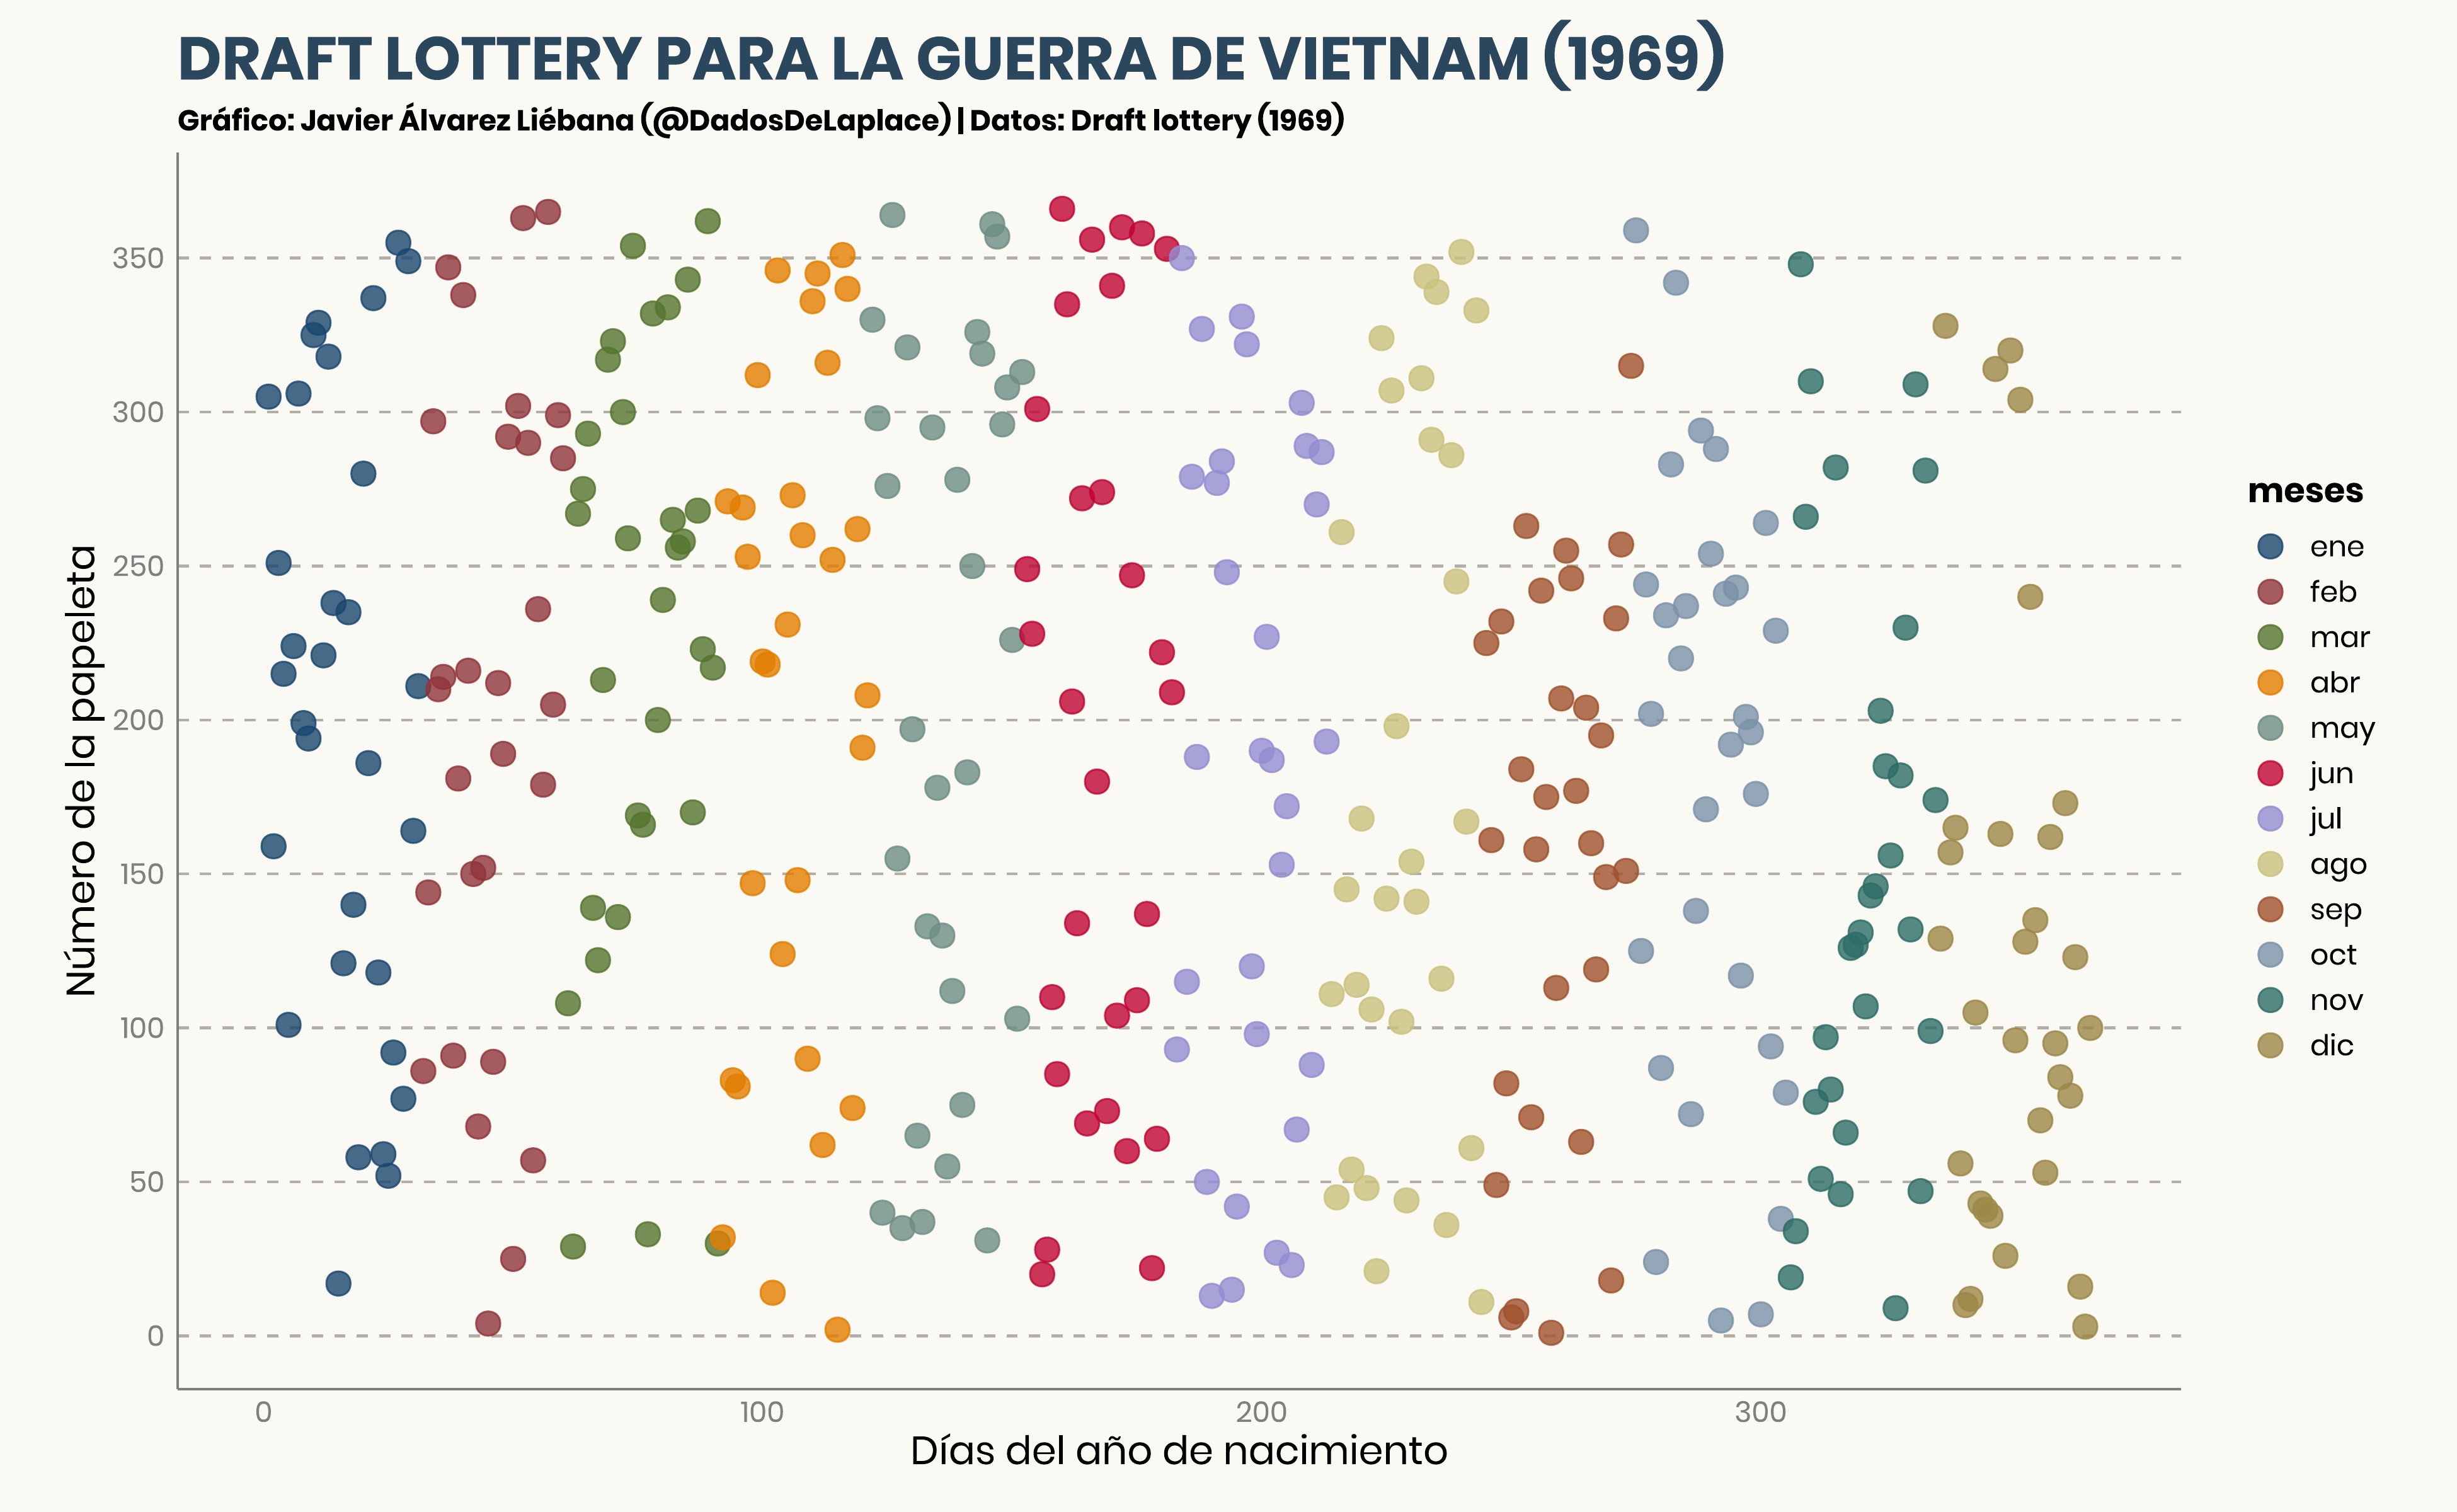 DRAFT LOTTERY PARA LA GUERRA DE VIETNAM (1969)
Gráfico: Javier Álvarez Liébana (@DadosDeLaplace) | Datos: Draft lottery (1969)
Número de la papeleta
350
300
250
200
150
100
50
0
0 100 200 300
Días del año de nacimiento
meses
ene
feb
mar
abr
may
jun
jul
ago
sep
oct
nov
dic